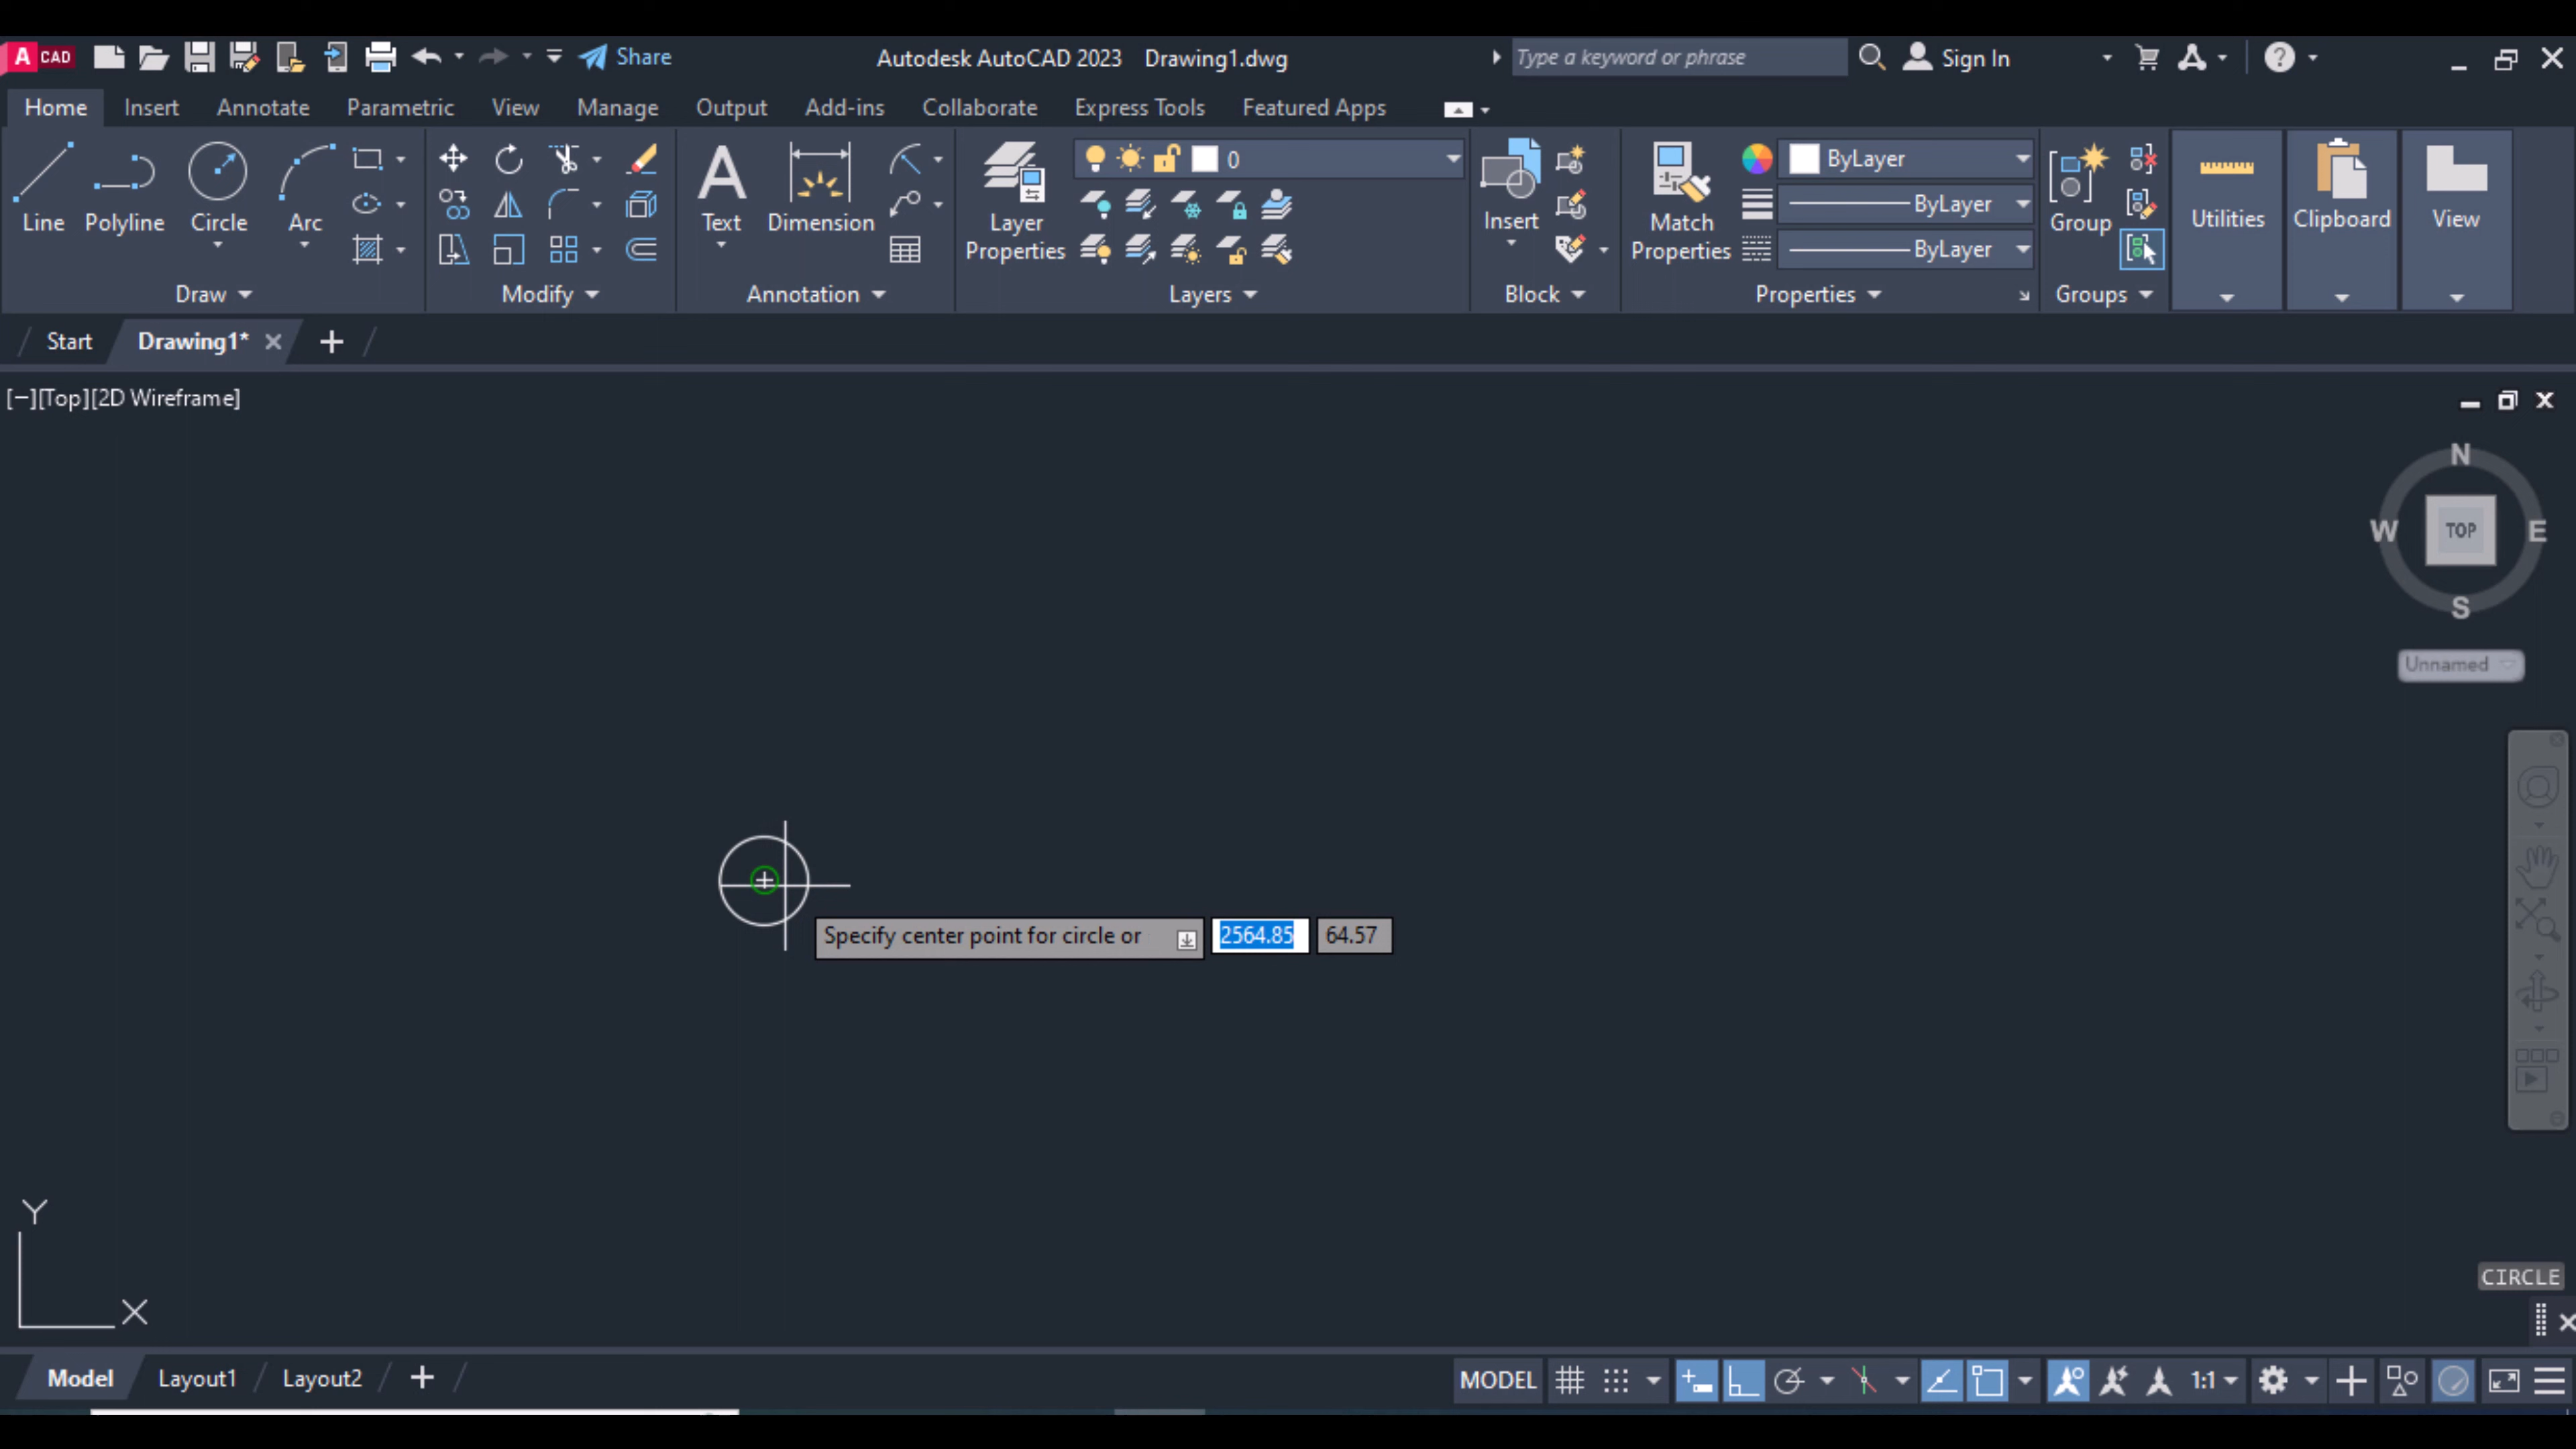 A CAD Share Autodesk AutoCAD 2023 Drawing1.dwg Type a keyword or phrase Sign In
Home Insert Annotate Parametric View Manage Output Add-ins Collaborate Express Tools Featured Apps
0 ByLayer
Line Polyline Circle Arc Text Dimension Layer Properties Insert Match Properties ByLayer Group Utilities Clipboard View
ByLayer
Draw Modify Annotation Layers Block Properties Groups
Start Drawing1*
[−][Top][2D Wireframe]
N
W TOP E
S
Unnamed
Specify center point for circle or 2564.85 64.57
Y
X
CIRCLE
Model Layout1 Layout2 MODEL 1:1